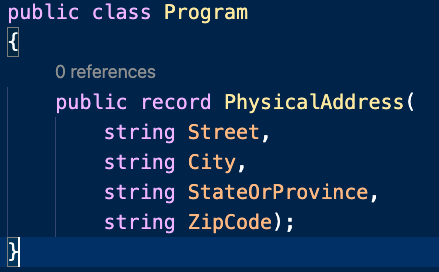 public class Program
{
0 references
public record PhysicalAddress(
string Street,
string City,
string StateOrProvince,
string ZipCode);
}